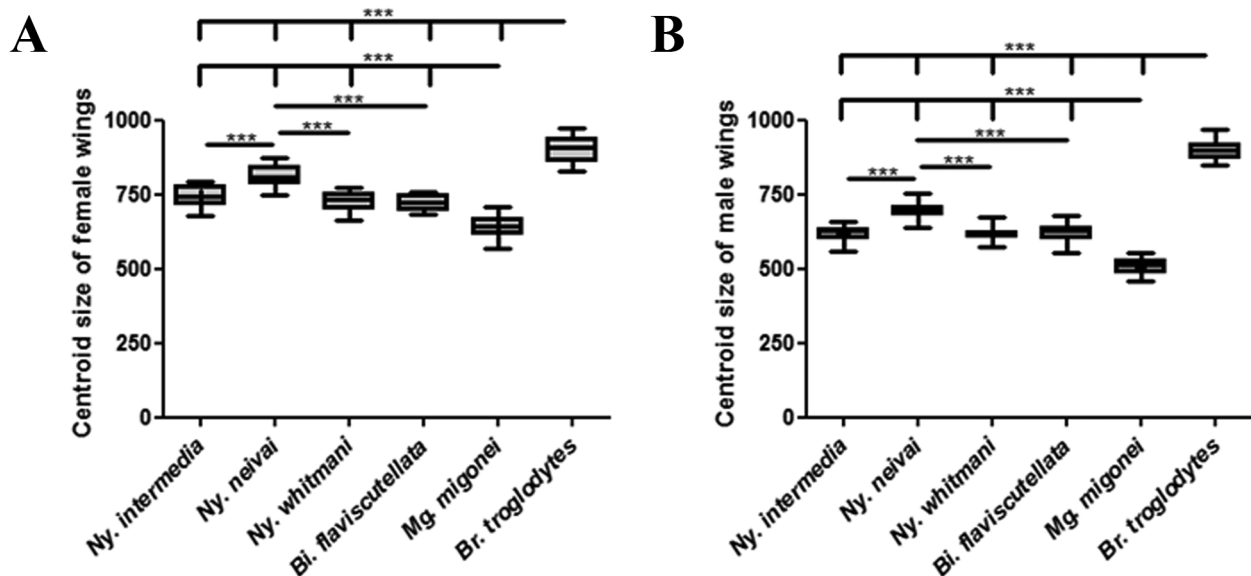 A
***
***
***
***
***
Centroid size of female wings
1000
750
500
250
0
Ny. intermedia
Ny. neivai
Ny. whitmani
Bi. flaviscutellata
Mg. migonei
Br. troglodytes
B
***
***
***
***
***
Centroid size of male wings
1000
750
500
250
0
Ny. intermedia
Ny. neivai
Ny. whitmani
Bi. flaviscutellata
Mg. migonei
Br. troglodytes